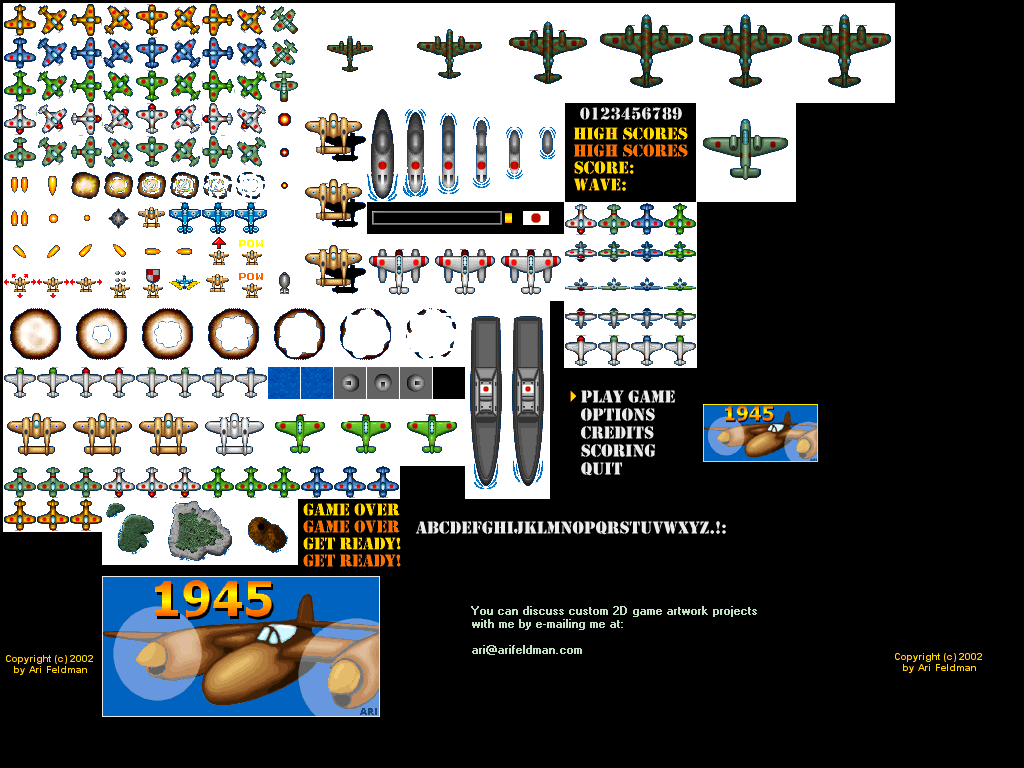 0123456789
HIGH SCORES
HIGH SCORES
SCORE:
WAVE:
POW
POW
PLAY GAME
OPTIONS
CREDITS
SCORING
QUIT
1945
GAME OVER
GAME OVER
GET READY!
GET READY!
ABCDEFGHIJKLMNOPQRSTUVWXYZ.!:
1945
ARI
You can discuss custom 2D game artwork projects
with me by e-mailing me at:
ari@arifeldman.com
Copyright (c) 2002
by Ari Feldman
Copyright (c) 2002
by Ari Feldman